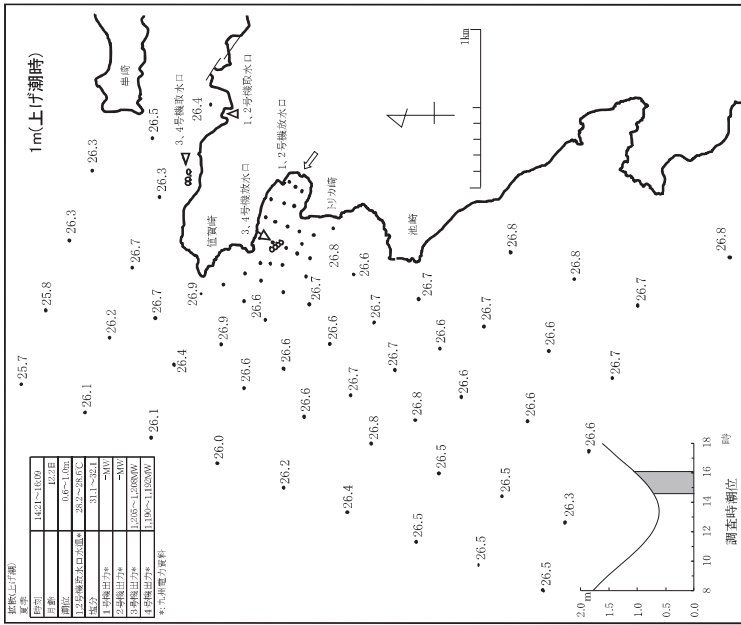 1m(上げ潮時)
拡散(上げ潮)
夏季
時刻 14:21～16:09
月齢 12.2日
潮位 0.6～1.0m
1,2号機取水口水温* 28.2～28.6℃
塩分 31.1～32.1
1号機出力* －MW
2号機出力* －MW
3号機出力* 1,205～1,208MW
4号機出力* 1,190～1,192MW
*:九州電力資料
串崎
3、4号機取水口
1、2号機取水口
値賀崎
3、4号機放水口
1、2号機放水口
トリカ崎
池崎
1km
25.7
25.8
26.3
26.3
26.5
26.1
26.2
26.7
26.3
26.4
26.1
26.4
26.7
26.9
26.0
26.6
26.9
26.6
26.2
26.6
26.6
26.7
26.8
26.4
26.7
26.6
26.7
26.6
26.5
26.8
26.8
26.7
26.7
26.5
26.5
26.6
26.6
26.7
26.8
26.5
26.5
26.3
26.4
26.6
26.6
26.7
26.7
26.8
26.8
2.0
m
1.5
1.0
0.5
0.0
8
10
12
14
16
18
時
調査時潮位